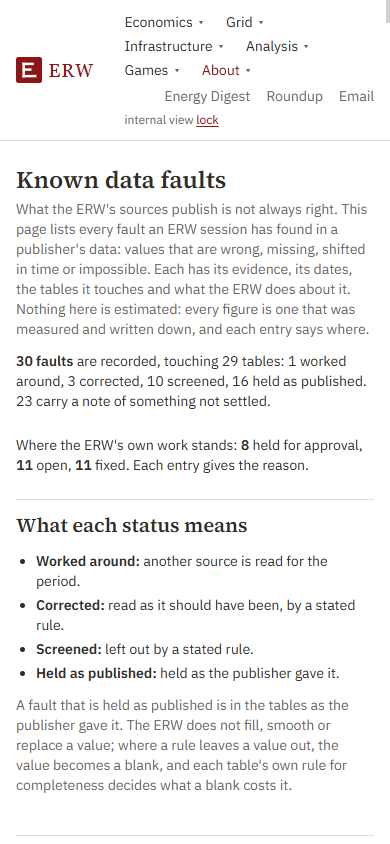 Economics Grid
Infrastructure Analysis
E ERW
Games About
Energy Digest Roundup Email
internal view lock
Known data faults
What the ERW's sources publish is not always right. This
page lists every fault an ERW session has found in a
publisher's data: values that are wrong, missing, shifted
in time or impossible. Each has its evidence, its dates,
the tables it touches and what the ERW does about it.
Nothing here is estimated: every figure is one that was
measured and written down, and each entry says where.
30 faults are recorded, touching 29 tables: 1 worked
around, 3 corrected, 10 screened, 16 held as published.
23 carry a note of something not settled.
Where the ERW's own work stands: 8 held for approval,
11 open, 11 fixed. Each entry gives the reason.
What each status means
• Worked around: another source is read for the
period.
• Corrected: read as it should have been, by a stated
rule.
• Screened: left out by a stated rule.
• Held as published: held as the publisher gave it.
A fault that is held as published is in the tables as the
publisher gave it. The ERW does not fill, smooth or
replace a value; where a rule leaves a value out, the
value becomes a blank, and each table's own rule for
completeness decides what a blank costs it.